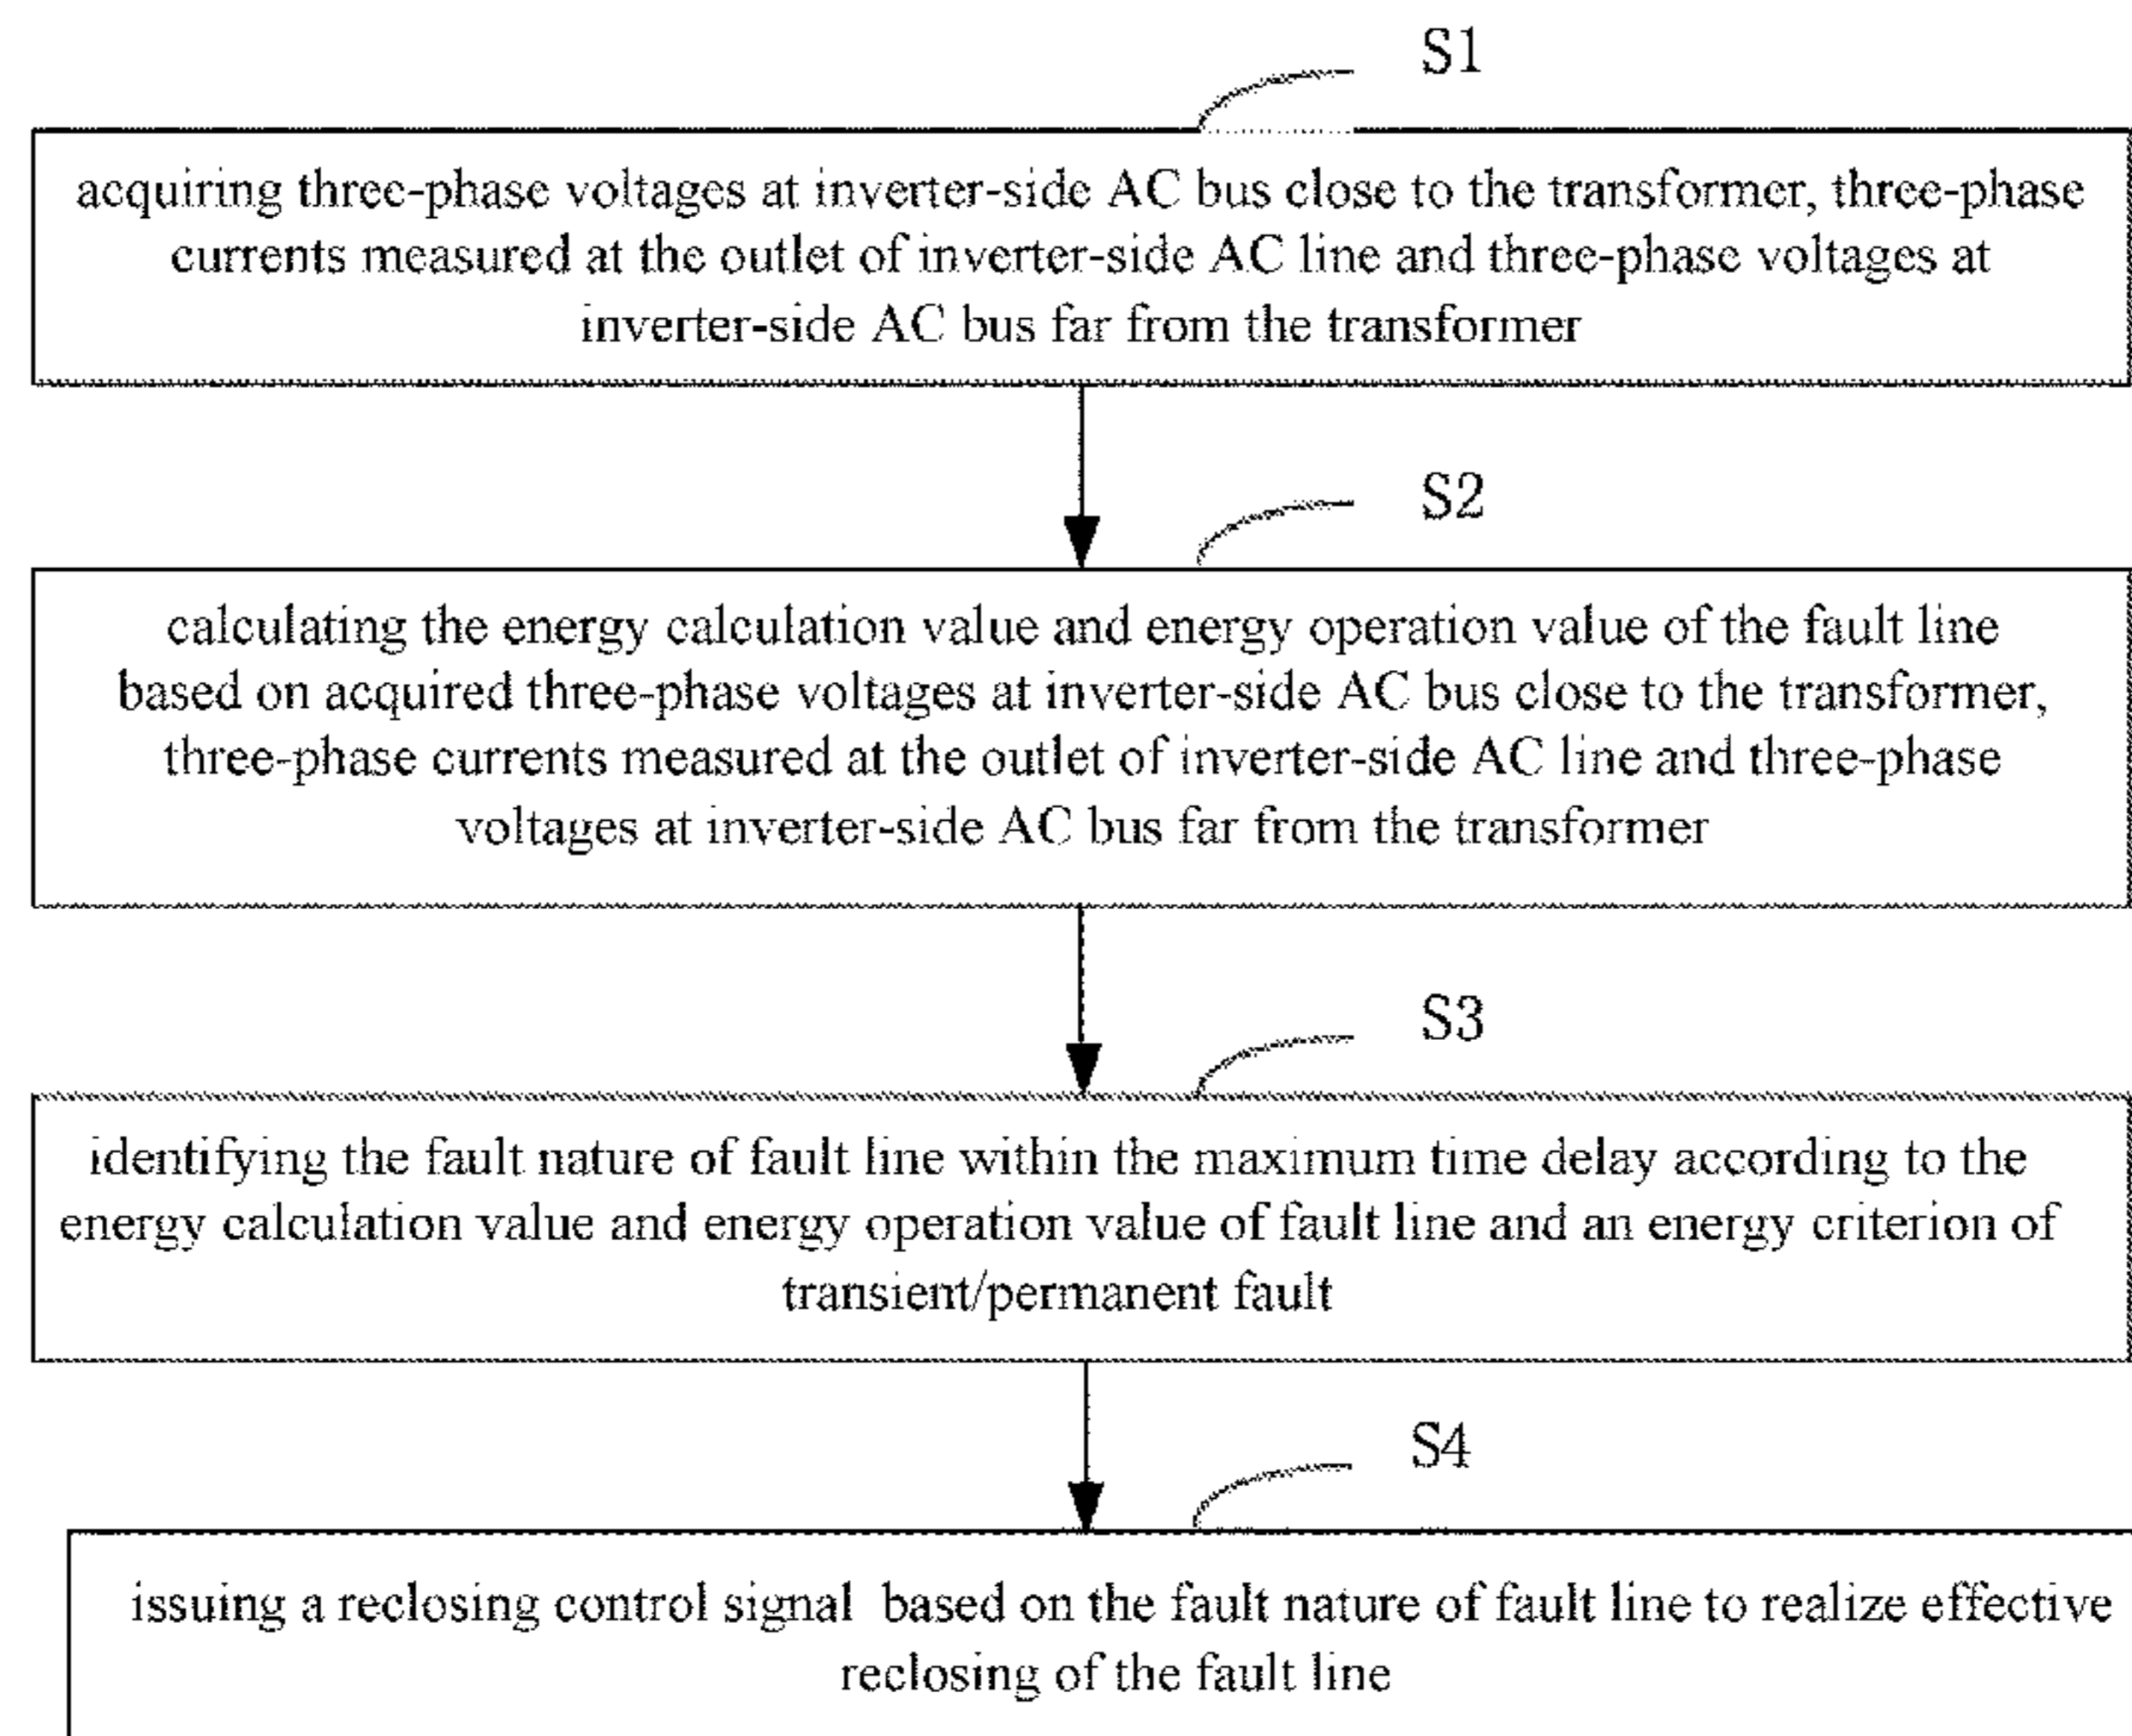 S1
acquiring three-phase voltages at inverter-side AC bus close to the transformer, three-phase
currents measured at the outlet of inverter-side AC line and three-phase voltages at
inverter-side AC bus far from the transformer
S2
calculating the energy calculation value and energy operation value of the fault line
based on acquired three-phase voltages at inverter-side AC bus close to the transformer,
three-phase currents measured at the outlet of inverter-side AC line and three-phase
voltages at inverter-side AC bus far from the transformer
S3
identifying the fault nature of fault line within the maximum time delay according to the
energy calculation value and energy operation value of fault line and an energy criterion of
transient/permanent fault
S4
issuing a reclosing control signal based on the fault nature of fault line to realize effective
reclosing of the fault line